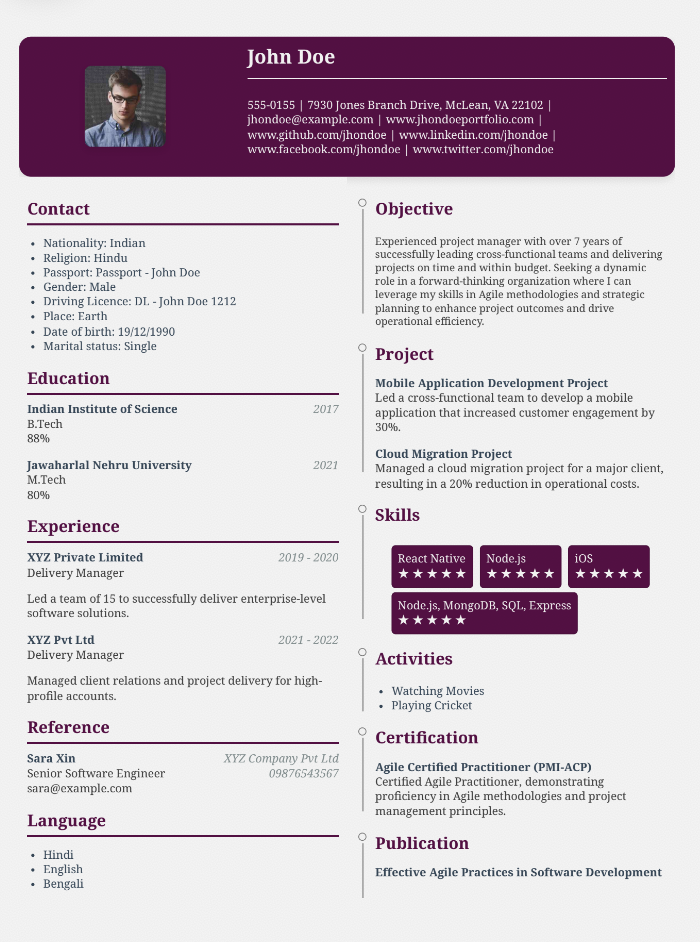 John Doe
555-0155 | 7930 Jones Branch Drive, McLean, VA 22102 |
jhondoe@example.com | www.jhondoeportfolio.com |
www.github.com/jhondoe | www.linkedin.com/jhondoe |
www.facebook.com/jhondoe | www.twitter.com/jhondoe
Contact
• Nationality: Indian
• Religion: Hindu
• Passport: Passport - John Doe
• Gender: Male
• Driving Licence: DL - John Doe 1212
• Place: Earth
• Date of birth: 19/12/1990
• Marital status: Single
Education
Indian Institute of Science 2017
B.Tech
88%
Jawaharlal Nehru University 2021
M.Tech
80%
Experience
XYZ Private Limited 2019 - 2020
Delivery Manager
Led a team of 15 to successfully deliver enterprise-level
software solutions.
XYZ Pvt Ltd 2021 - 2022
Delivery Manager
Managed client relations and project delivery for high-
profile accounts.
Reference
Sara Xin XYZ Company Pvt Ltd
Senior Software Engineer 09876543567
sara@example.com
Language
• Hindi
• English
• Bengali
Objective
Experienced project manager with over 7 years of
successfully leading cross-functional teams and delivering
projects on time and within budget. Seeking a dynamic
role in a forward-thinking organization where I can
leverage my skills in Agile methodologies and strategic
planning to enhance project outcomes and drive
operational efficiency.
Project
Mobile Application Development Project
Led a cross-functional team to develop a mobile
application that increased customer engagement by
30%.
Cloud Migration Project
Managed a cloud migration project for a major client,
resulting in a 20% reduction in operational costs.
Skills
React Native Node.js iOS
★★★★★ ★★★★★ ★★★★★
Node.js, MongoDB, SQL, Express
★★★★★
Activities
• Watching Movies
• Playing Cricket
Certification
Agile Certified Practitioner (PMI-ACP)
Certified Agile Practitioner, demonstrating
proficiency in Agile methodologies and project
management principles.
Publication
Effective Agile Practices in Software Development